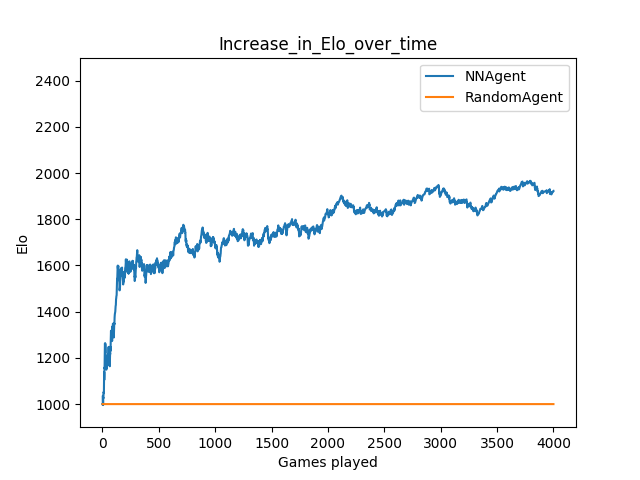 Increase_in_Elo_over_time
NNAgent
RandomAgent
2400
2200
2000
1800
1600
1400
1200
1000
Elo
0 500 1000 1500 2000 2500 3000 3500 4000
Games played